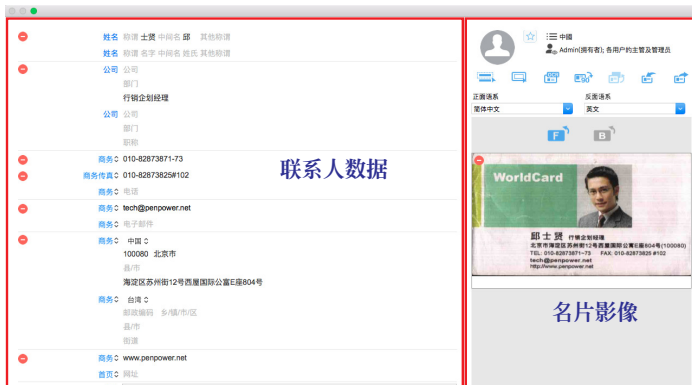 姓名 称谓 士贤 中间名 邱 其他称谓
姓名 称谓 名字 中间名 姓氏 其他称谓
公司 公司
部门
行销企划经理
公司 公司
部门
职称
商务 010-82873871-73
商务传真 010-82873825#102
商务 电话
商务 tech@penpower.net
商务 电子邮件
商务 中国
100080 北京市
县/市
海淀区苏州街12号西屋国际公寓E座804号
商务 台湾
邮政编码 乡/镇/市/区
县/市
街道
商务 www.penpower.net
首页 网址
联系人数据
中國
Admin(擁有者); 各用户的主管及管理员
90°
正面语系 反面语系
简体中文 英文
F B
WorldCard
邱士贤 行销企划经理
北京市海淀区苏州街12号西屋国际公寓E座804号(100080)
TEL: 010-82873871~73 FAX: 010-82873825 #102
tech@penpower.net
http://www.penpower.net
名片影像